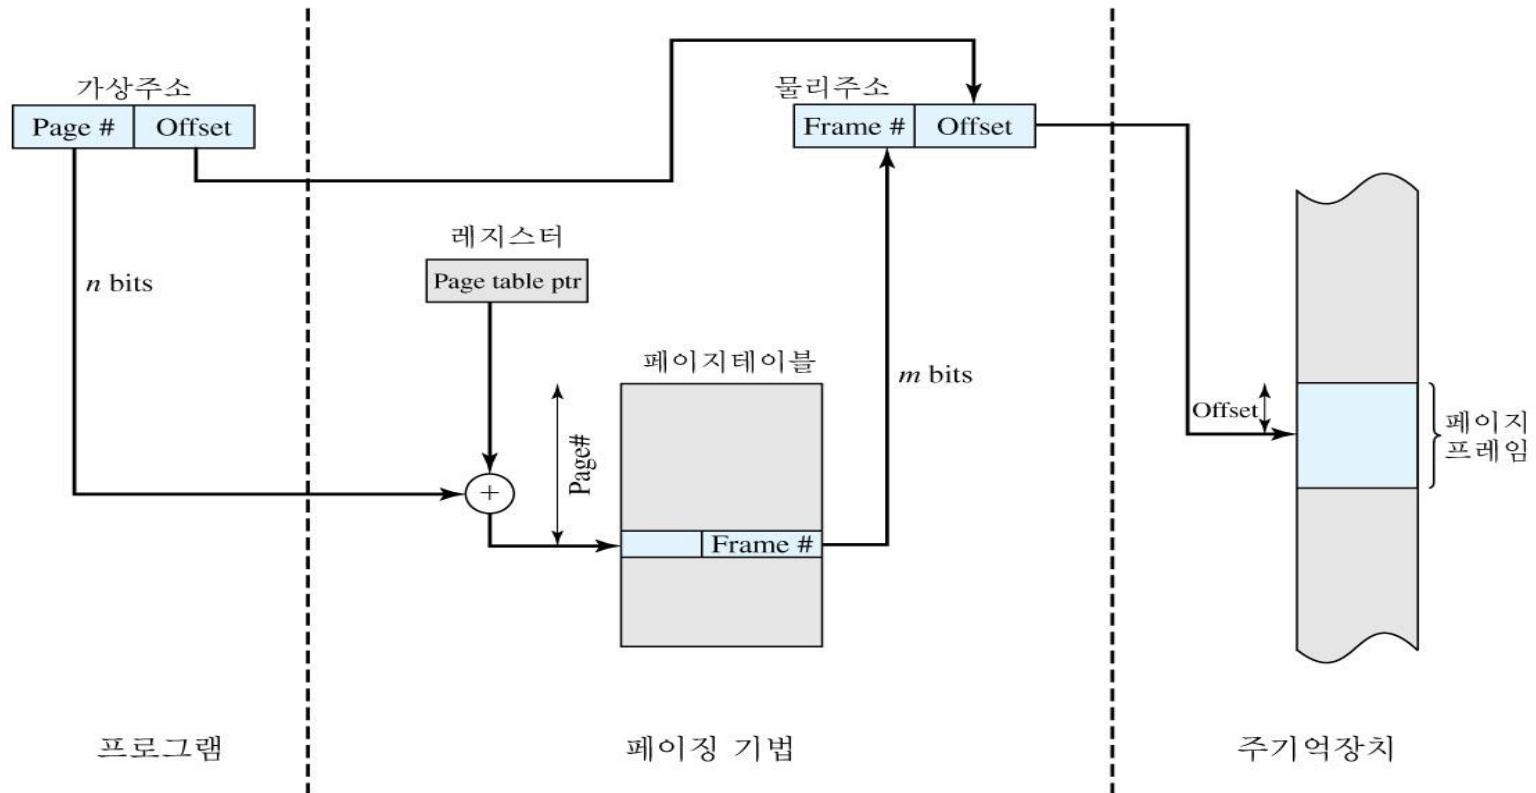 가상주소
Page # Offset
물리주소
Frame # Offset
n bits
레지스터
Page table ptr
페이지테이블
m bits
Page#
+
Frame #
Offset
페이지
프레임
프로그램
페이징 기법
주기억장치